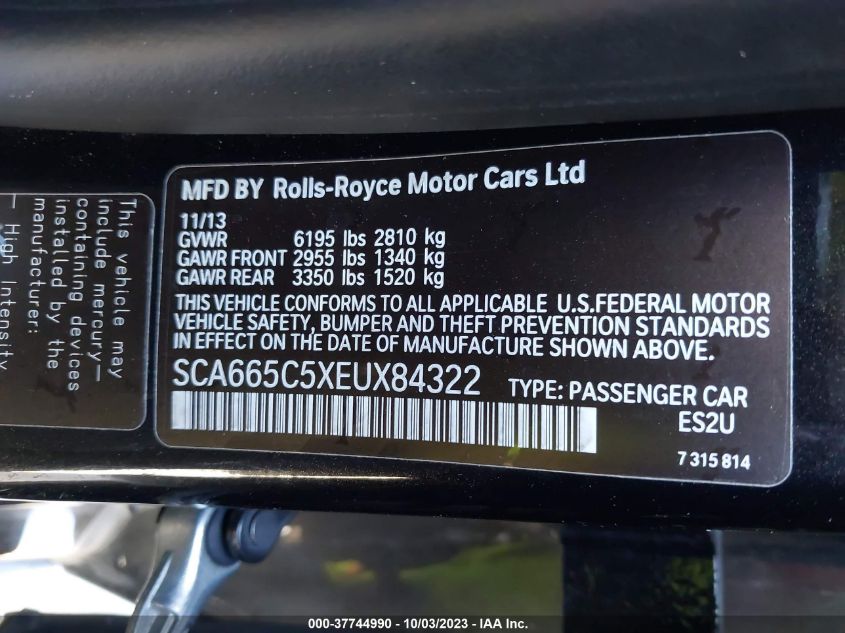 This vehicle may
include mercury-
containing devices
installed by the
manufacturer:
- High Intensity
MFD BY Rolls-Royce Motor Cars Ltd
11/13
GVWR 6195 lbs 2810 kg
GAWR FRONT 2955 lbs 1340 kg
GAWR REAR 3350 lbs 1520 kg
THIS VEHICLE CONFORMS TO ALL APPLICABLE U.S.FEDERAL MOTOR
VEHICLE SAFETY, BUMPER AND THEFT PREVENTION STANDARDS
IN EFFECT ON THE DATE OF MANUFACTURE SHOWN ABOVE.
SCA665C5XEUX84322 TYPE: PASSENGER CAR
ES2U
7 315 814
000-37744990 - 10/03/2023 - IAA Inc.